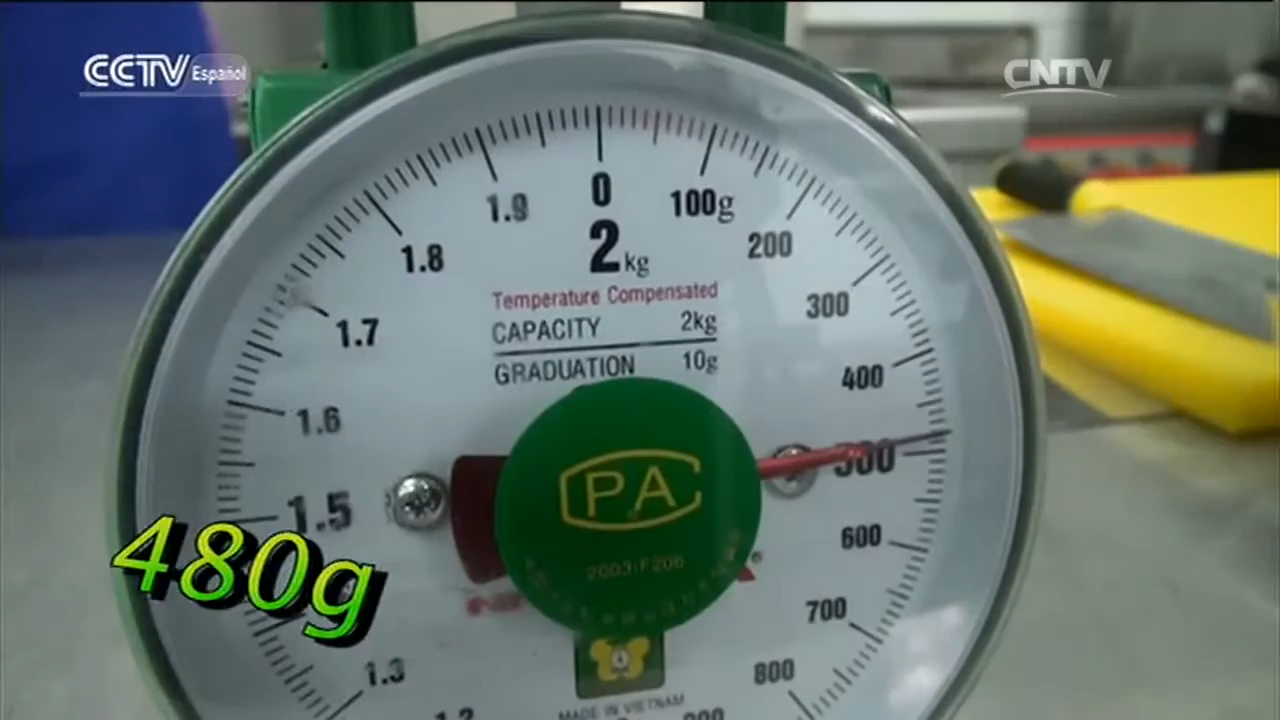 CCTV Español
CNTV
0
1.9
100g
2kg
1.8
200
Temperature Compensated
CAPACITY 2kg
GRADUATION 10g
1.7
300
400
1.6
500
1.5
PA
480g
600
2003-F206
700
1.3
800
MADE IN VIETNAM